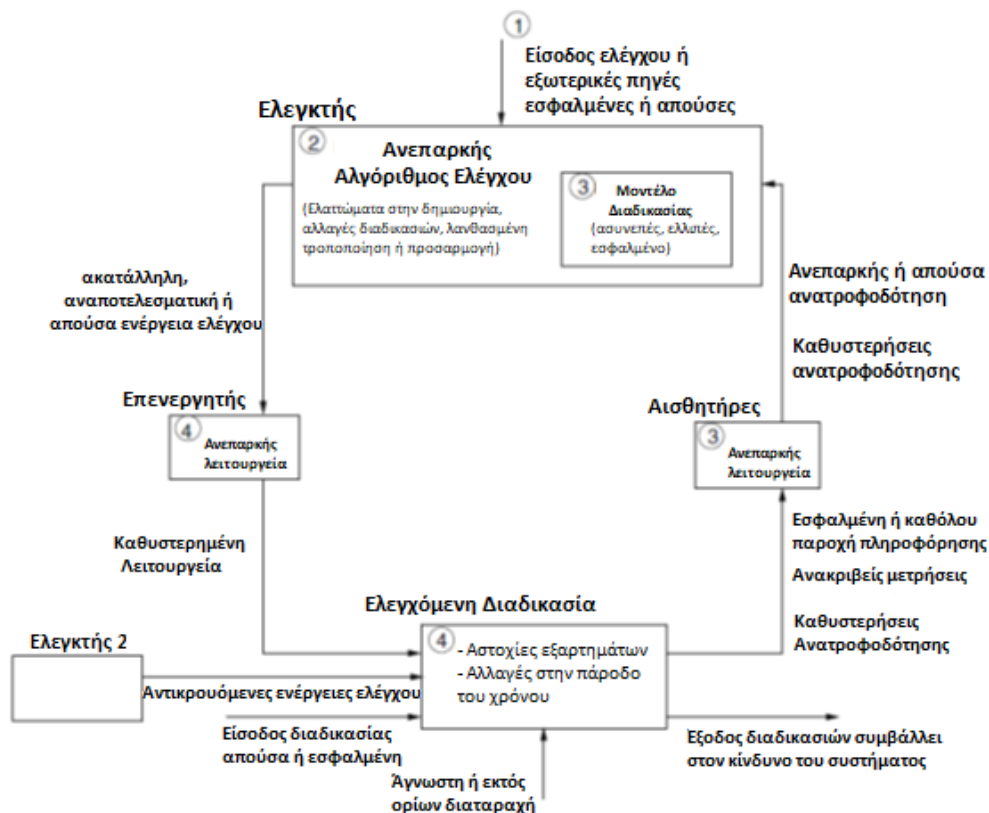 1
Είσοδος ελέγχου ή
εξωτερικές πηγές
εσφαλμένες ή απούσες
Ελεγκτής
2
Ανεπαρκής
Αλγόριθμος Ελέγχου
(Ελαττώματα στην δημιουργία,
αλλαγές διαδικασιών, λανθασμένη
τροποποίηση ή προσαρμογή)
3
Μοντέλο
Διαδικασίας
(ασυνεπές, ελλιπές,
εσφαλμένο)
ακατάλληλη,
αναποτελεσματική ή
απούσα ενέργεια ελέγχου
Ανεπαρκής ή απούσα
ανατροφοδότηση
Καθυστερήσεις
ανατροφοδότησης
Επενεργητής
4
Ανεπαρκής
λειτουργεία
Αισθητήρες
3
Ανεπαρκής
λειτουργεία
Καθυστερημένη
Λειτουργεία
Εσφαλμένη ή καθόλου
παροχή πληροφόρησης
Ανακριβείς μετρήσεις
Καθυστερήσεις
Ανατροφοδότησης
Ελεγχόμενη Διαδικασία
4
- Αστοχίες εξαρτημάτων
- Αλλαγές στην πάροδο
του χρόνου
Ελεγκτής 2
Αντικρουόμενες ενέργειες ελέγχου
Είσοδος διαδικασίας
απούσα ή εσφαλμένη
Άγνωστη ή εκτός
ορίων διαταραχή
Έξοδος διαδικασιών συμβάλλει
στον κίνδυνο του συστήματος